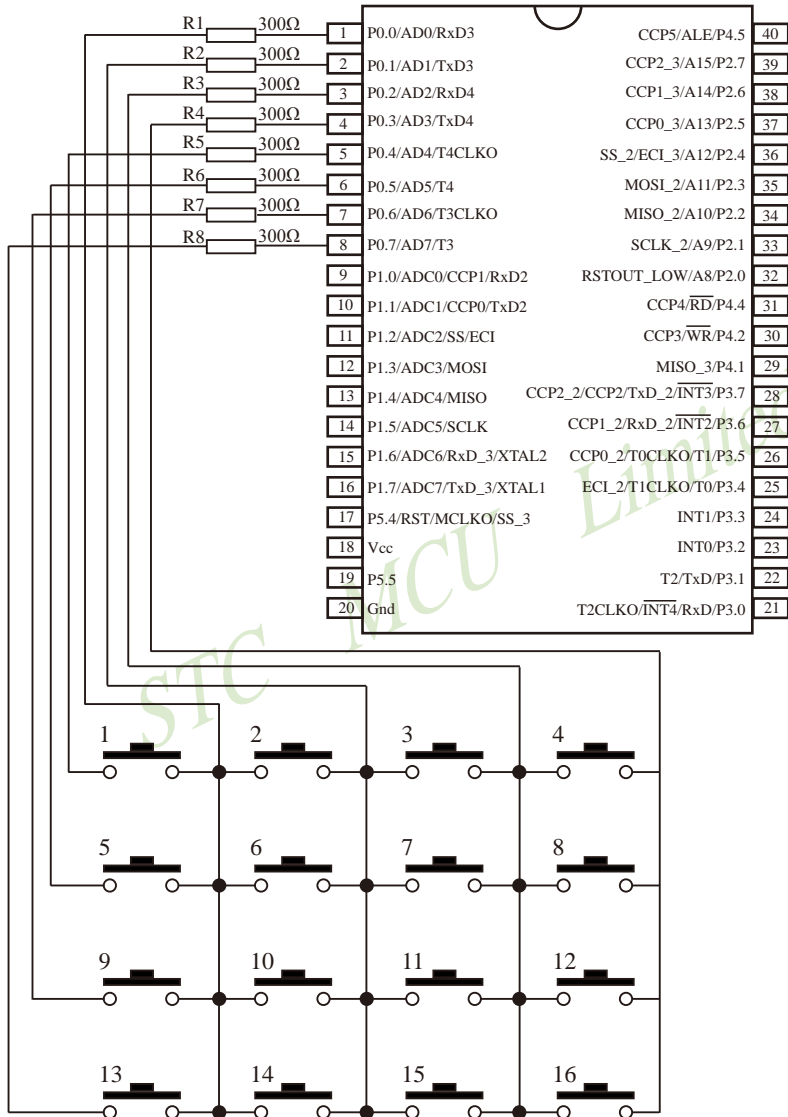 R1 300Ω 1 P0.0/AD0/RxD3 CCP5/ALE/P4.5 40
R2 300Ω 2 P0.1/AD1/TxD3 CCP2_3/A15/P2.7 39
R3 300Ω 3 P0.2/AD2/RxD4 CCP1_3/A14/P2.6 38
R4 300Ω 4 P0.3/AD3/TxD4 CCP0_3/A13/P2.5 37
R5 300Ω 5 P0.4/AD4/T4CLKO SS_2/ECI_3/A12/P2.4 36
R6 300Ω 6 P0.5/AD5/T4 MOSI_2/A11/P2.3 35
R7 300Ω 7 P0.6/AD6/T3CLKO MISO_2/A10/P2.2 34
R8 300Ω 8 P0.7/AD7/T3 SCLK_2/A9/P2.1 33
9 P1.0/ADC0/CCP1/RxD2 RSTOUT_LOW/A8/P2.0 32
10 P1.1/ADC1/CCP0/TxD2 CCP4/RD/P4.4 31
11 P1.2/ADC2/SS/ECI CCP3/WR/P4.2 30
12 P1.3/ADC3/MOSI MISO_3/P4.1 29
13 P1.4/ADC4/MISO CCP2_2/CCP2/TxD_2/INT3/P3.7 28
14 P1.5/ADC5/SCLK CCP1_2/RxD_2/INT2/P3.6 27
15 P1.6/ADC6/RxD_3/XTAL2 CCP0_2/T0CLKO/T1/P3.5 26
16 P1.7/ADC7/TxD_3/XTAL1 ECI_2/T1CLKO/T0/P3.4 25
17 P5.4/RST/MCLKO/SS_3 INT1/P3.3 24
18 Vcc INT0/P3.2 23
19 P5.5 T2/TxD/P3.1 22
20 Gnd T2CLKO/INT4/RxD/P3.0 21
STC MCU Limited
1 2 3 4
5 6 7 8
9 10 11 12
13 14 15 16